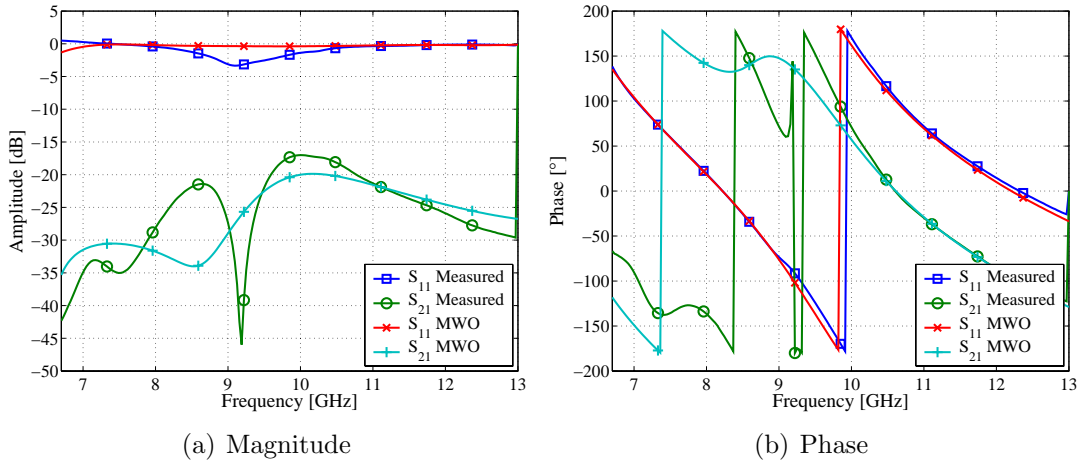 5
0
−5
−10
−15
−20
−25
−30
−35
−40
−45
−50
Amplitude [dB]
7 8 9 10 11 12 13
Frequency [GHz]
S11 Measured
S21 Measured
S11 MWO
S21 MWO
(a) Magnitude
200
150
100
50
0
−50
−100
−150
−200
Phase [°]
7 8 9 10 11 12 13
Frequency [GHz]
S11 Measured
S21 Measured
S11 MWO
S21 MWO
(b) Phase